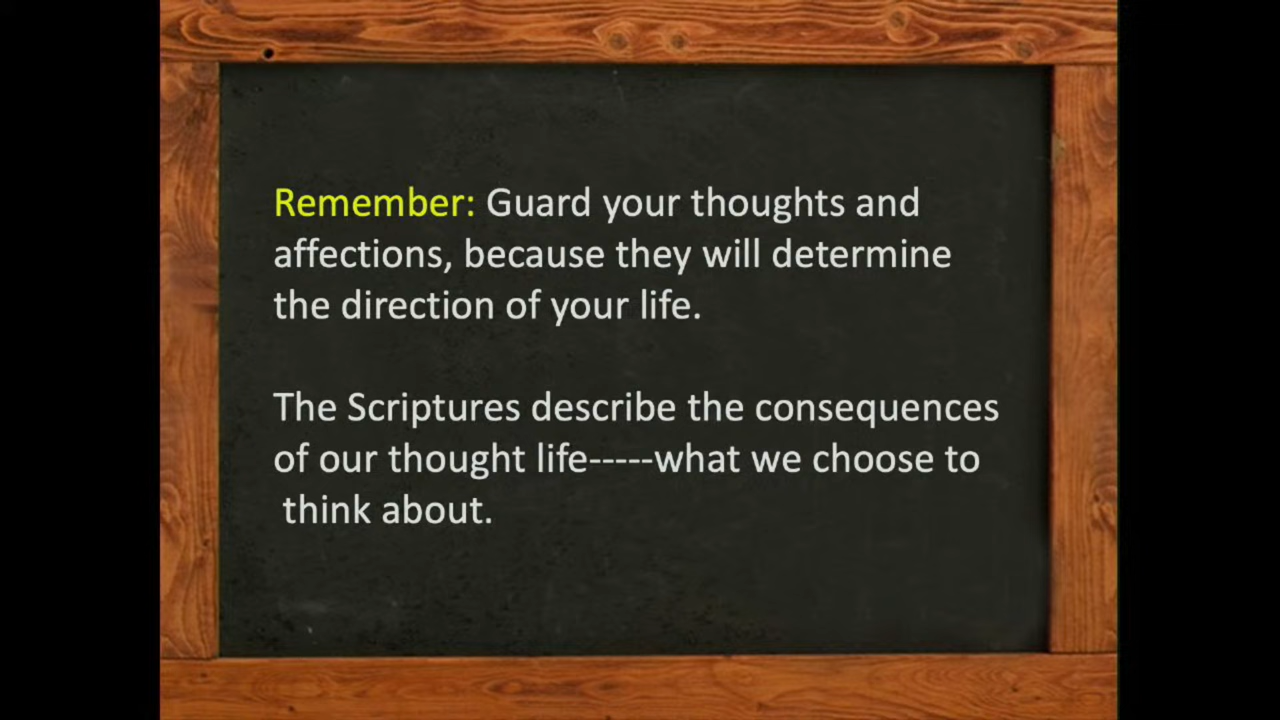 Remember: Guard your thoughts and
affections, because they will determine
the direction of your life.
The Scriptures describe the consequences
of our thought life-----what we choose to
think about.